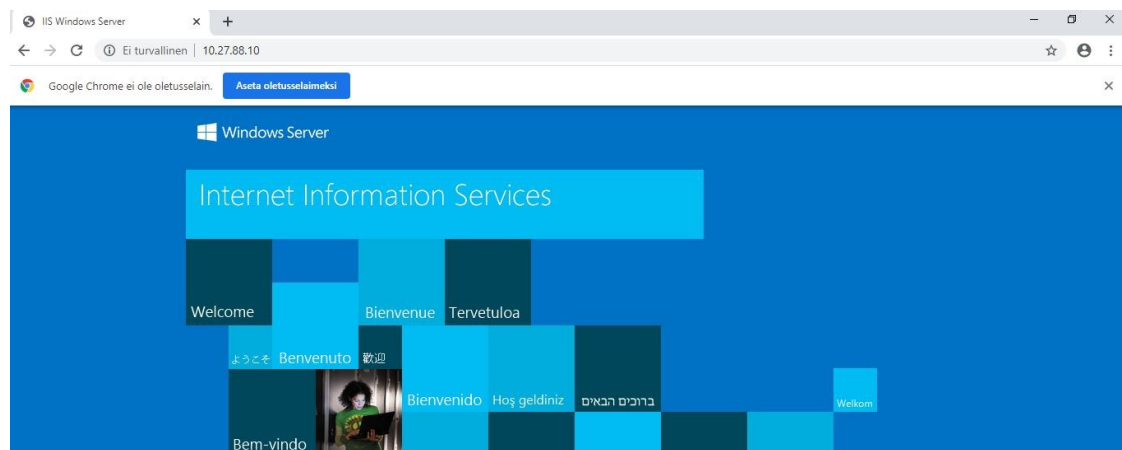 IIS Windows Server
Ei turvallinen | 10.27.88.10
Google Chrome ei ole oletusselain. Aseta oletusselaimeksi
Windows Server
Internet Information Services
Welcome
Bienvenue
Tervetuloa
ようこそ
Benvenuto
歡迎
Bienvenido
Hoş geldiniz
ברוכים הבאים
Welkom
Bem-vindo